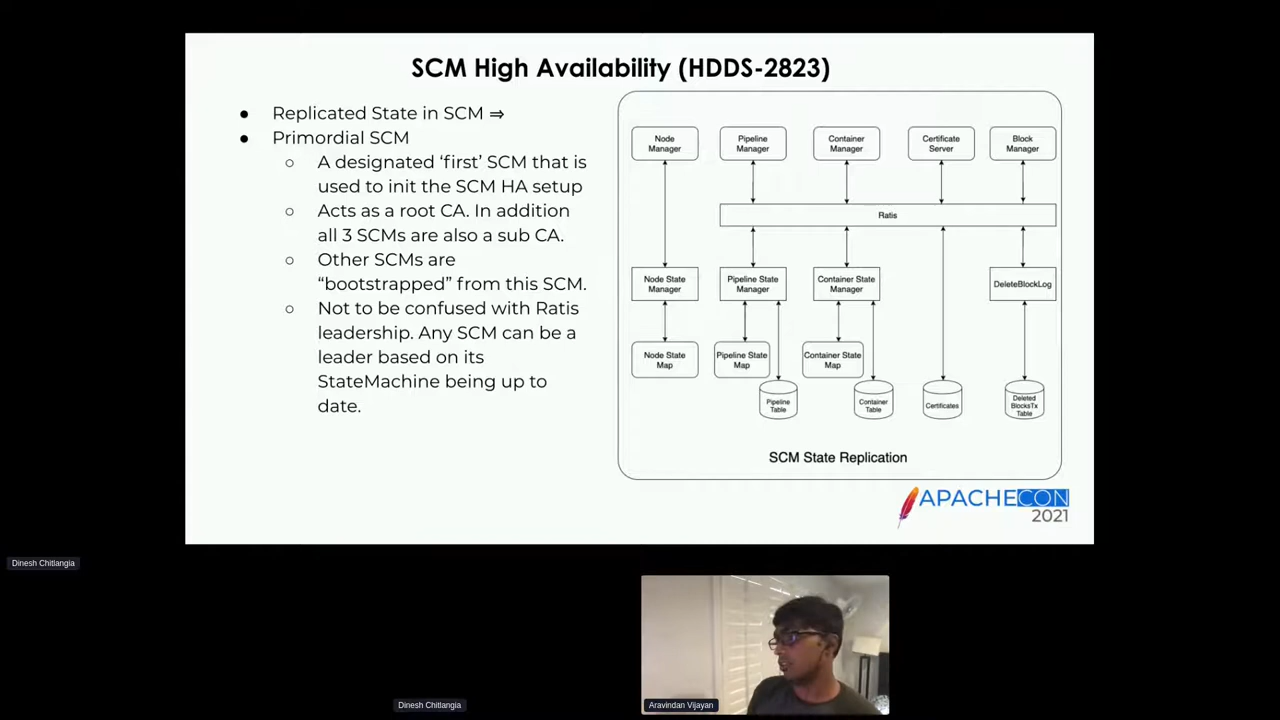 SCM High Availability (HDDS-2823)
● Replicated State in SCM ⇒
● Primordial SCM
○ A designated ‘first’ SCM that is
used to init the SCM HA setup
○ Acts as a root CA. In addition
all 3 SCMs are also a sub CA.
○ Other SCMs are
“bootstrapped” from this SCM.
○ Not to be confused with Ratis
leadership. Any SCM can be a
leader based on its
StateMachine being up to
date.
Node
Manager
Pipeline
Manager
Container
Manager
Certificate
Server
Block
Manager
Ratis
Node State
Manager
Pipeline State
Manager
Container State
Manager
DeleteBlockLog
Node State
Map
Pipeline State
Map
Container State
Map
Pipeline
Table
Container
Table
Certificates
Deleted
BlocksTx
Table
SCM State Replication
APACHECON
2021
Dinesh Chitlangia
Dinesh Chitlangia
Aravindan Vijayan